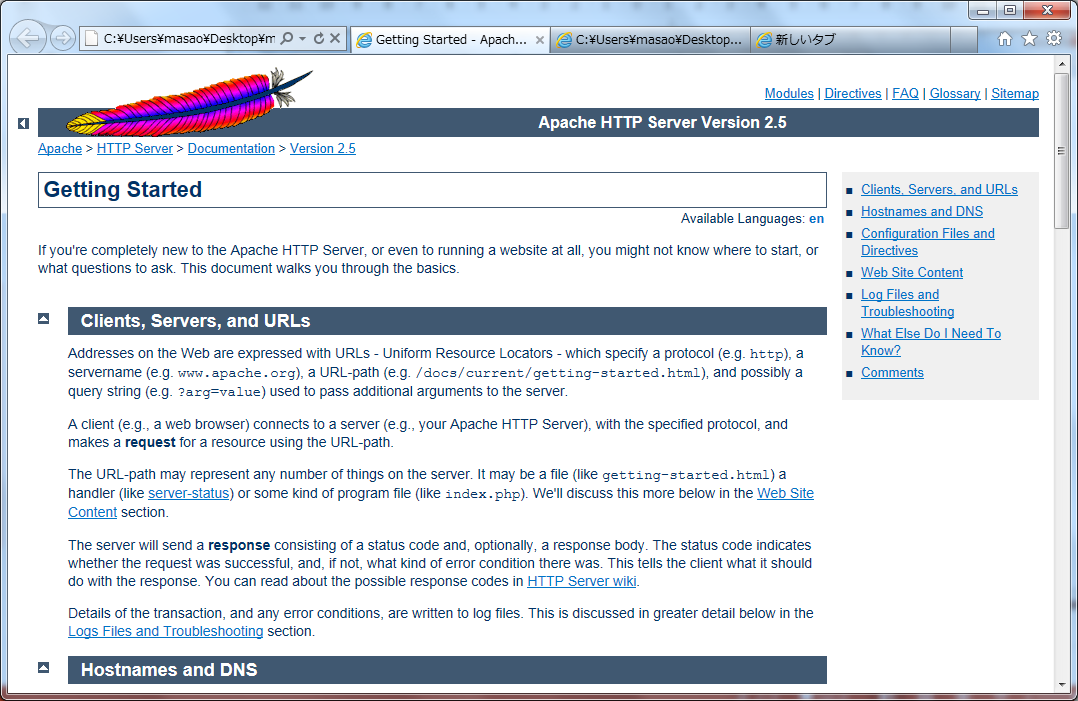 C:¥Users¥masao¥Desktop¥m
Getting Started - Apach...
C:¥Users¥masao¥Desktop...
新しいタブ
Modules | Directives | FAQ | Glossary | Sitemap
Apache HTTP Server Version 2.5
Apache > HTTP Server > Documentation > Version 2.5
Getting Started
Available Languages: en
If you're completely new to the Apache HTTP Server, or even to running a website at all, you might not know where to start, or
what questions to ask. This document walks you through the basics.
Clients, Servers, and URLs
Addresses on the Web are expressed with URLs - Uniform Resource Locators - which specify a protocol (e.g. http), a
servername (e.g. www.apache.org), a URL-path (e.g. /docs/current/getting-started.html), and possibly a
query string (e.g. ?arg=value) used to pass additional arguments to the server.
A client (e.g., a web browser) connects to a server (e.g., your Apache HTTP Server), with the specified protocol, and
makes a request for a resource using the URL-path.
The URL-path may represent any number of things on the server. It may be a file (like getting-started.html) a
handler (like server-status) or some kind of program file (like index.php). We'll discuss this more below in the Web Site
Content section.
The server will send a response consisting of a status code and, optionally, a response body. The status code indicates
whether the request was successful, and, if not, what kind of error condition there was. This tells the client what it should
do with the response. You can read about the possible response codes in HTTP Server wiki.
Details of the transaction, and any error conditions, are written to log files. This is discussed in greater detail below in the
Logs Files and Troubleshooting section.
Hostnames and DNS
Clients, Servers, and URLs
Hostnames and DNS
Configuration Files and
Directives
Web Site Content
Log Files and
Troubleshooting
What Else Do I Need To
Know?
Comments